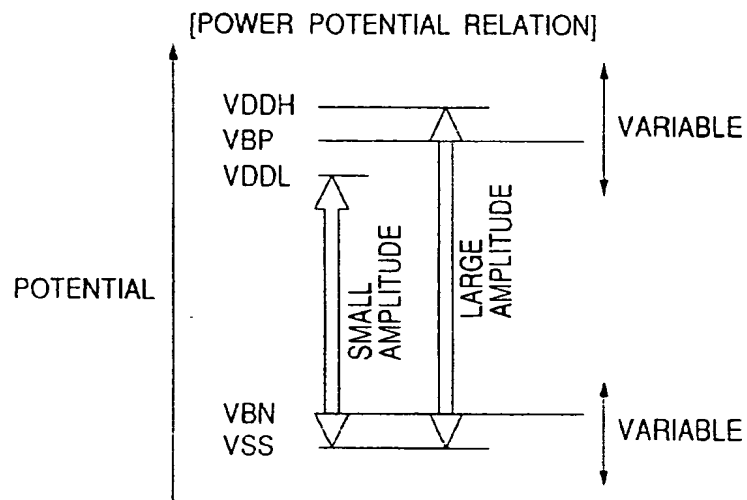 [POWER POTENTIAL RELATION]
VDDH
VBP
VDDL
VARIABLE
SMALL
AMPLITUDE
LARGE
AMPLITUDE
POTENTIAL
VBN
VSS
VARIABLE